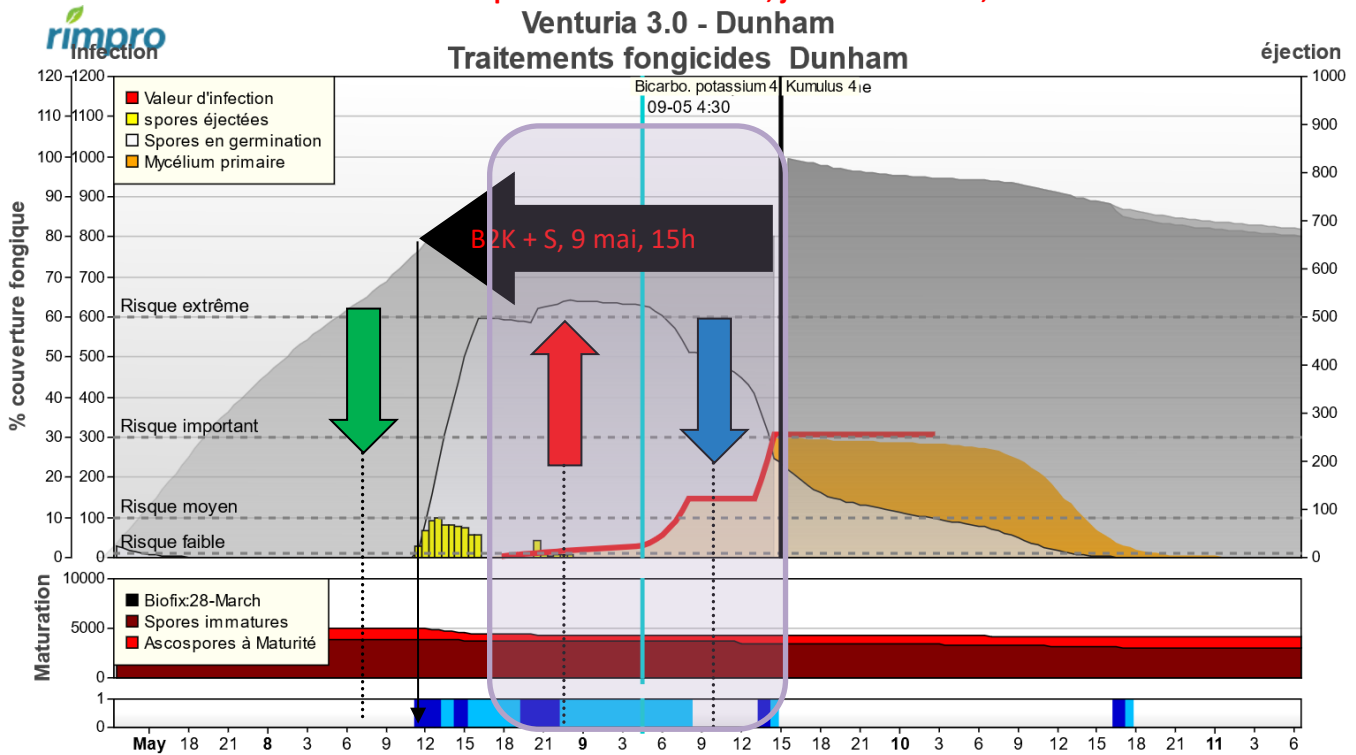 rimpro
Venturia 3.0 - Dunham
Traitements fongicides Dunham
Infection
éjection
120 1200
110 1100
100 1000
90 900
80 800
70 700
60 600
50 500
40 400
30 300
20 200
10 100
0 0
% couverture fongique
Valeur d'infection
spores éjectées
Spores en germination
Mycélium primaire
Bicarbo. potassium 4
Kumulus 4
09-05 4:30
B2K + S, 9 mai, 15h
Risque extrême
Risque important
Risque moyen
Risque faible
1000
900
800
700
600
500
400
300
200
100
0
Maturation
10000
5000
0
Biofix:28-March
Spores immatures
Ascospores à Maturité
1
0
May 18 21 8 3 6 9 12 15 18 21 9 3 6 9 12 15 18 21 10 3 6 9 12 15 18 21 1 3 6